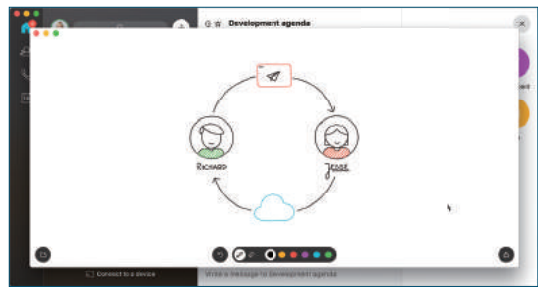 Development agenda
RICHARD
JESSE
Connect to a device
Write a message to Development agenda